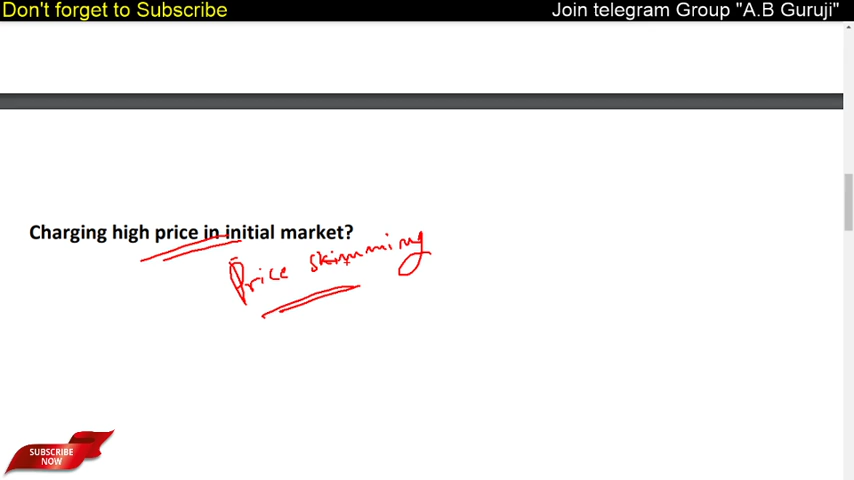 Don't forget to Subscribe
Join telegram Group "A.B Guruji"
Charging high price in initial market?
Price skimming
SUBSCRIBE
NOW